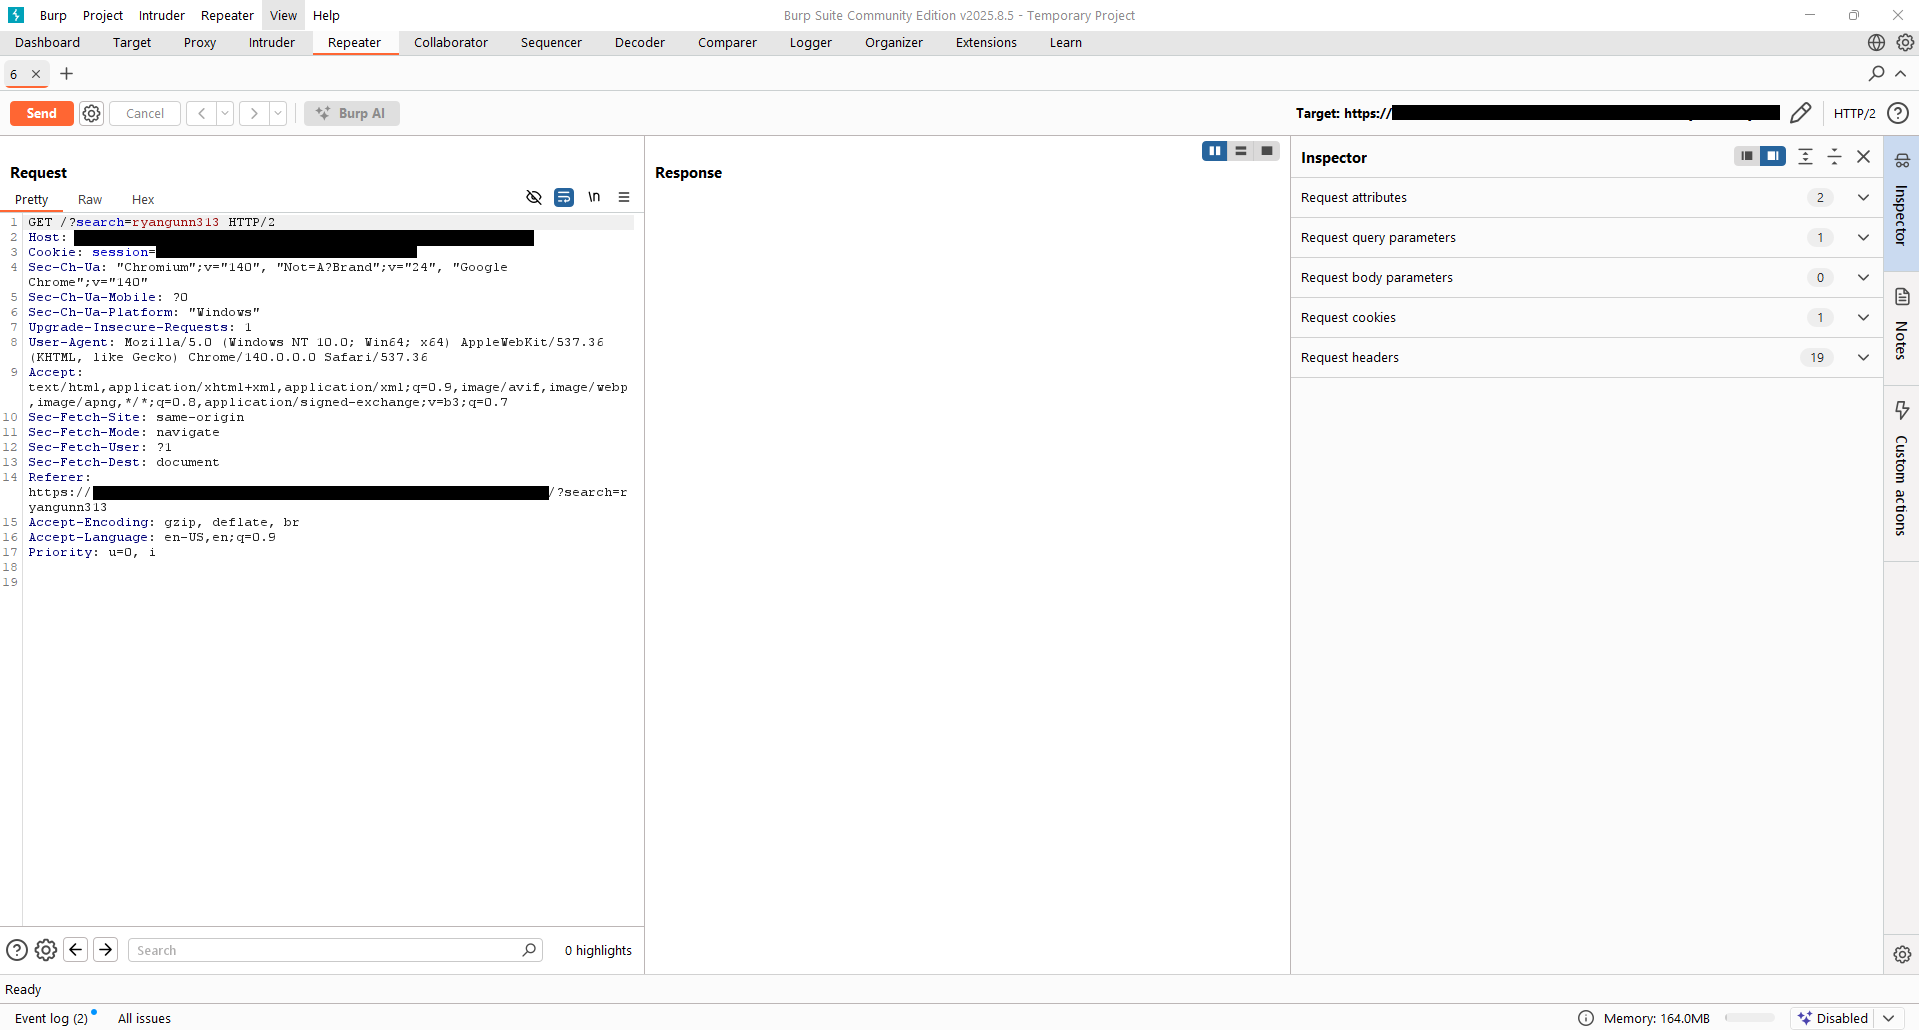 Burp Project Intruder Repeater View Help Burp Suite Community Edition v2025.8.5 - Temporary Project
Dashboard Target Proxy Intruder Repeater Collaborator Sequencer Decoder Comparer Logger Organizer Extensions Learn
6
Send Cancel Burp AI Target: https:// HTTP/2
Request
Pretty Raw Hex \n
1 GET /?search=ryangunn313 HTTP/2
2 Host:
3 Cookie: session=
4 Sec-Ch-Ua: "Chromium";v="140", "Not=A?Brand";v="24", "Google
Chrome";v="140"
5 Sec-Ch-Ua-Mobile: ?0
6 Sec-Ch-Ua-Platform: "Windows"
7 Upgrade-Insecure-Requests: 1
8 User-Agent: Mozilla/5.0 (Windows NT 10.0; Win64; x64) AppleWebKit/537.36
(KHTML, like Gecko) Chrome/140.0.0.0 Safari/537.36
9 Accept:
text/html,application/xhtml+xml,application/xml;q=0.9,image/avif,image/webp
,image/apng,*/*;q=0.8,application/signed-exchange;v=b3;q=0.7
10 Sec-Fetch-Site: same-origin
11 Sec-Fetch-Mode: navigate
12 Sec-Fetch-User: ?1
13 Sec-Fetch-Dest: document
14 Referer:
https:// /?search=r
yangunn313
15 Accept-Encoding: gzip, deflate, br
16 Accept-Language: en-US,en;q=0.9
17 Priority: u=0, i
18
19
Search 0 highlights
Response
Inspector
Request attributes 2
Request query parameters 1
Request body parameters 0
Request cookies 1
Request headers 19
Inspector
Notes
Custom actions
Ready
Event log (2) All issues Memory: 164.0MB Disabled